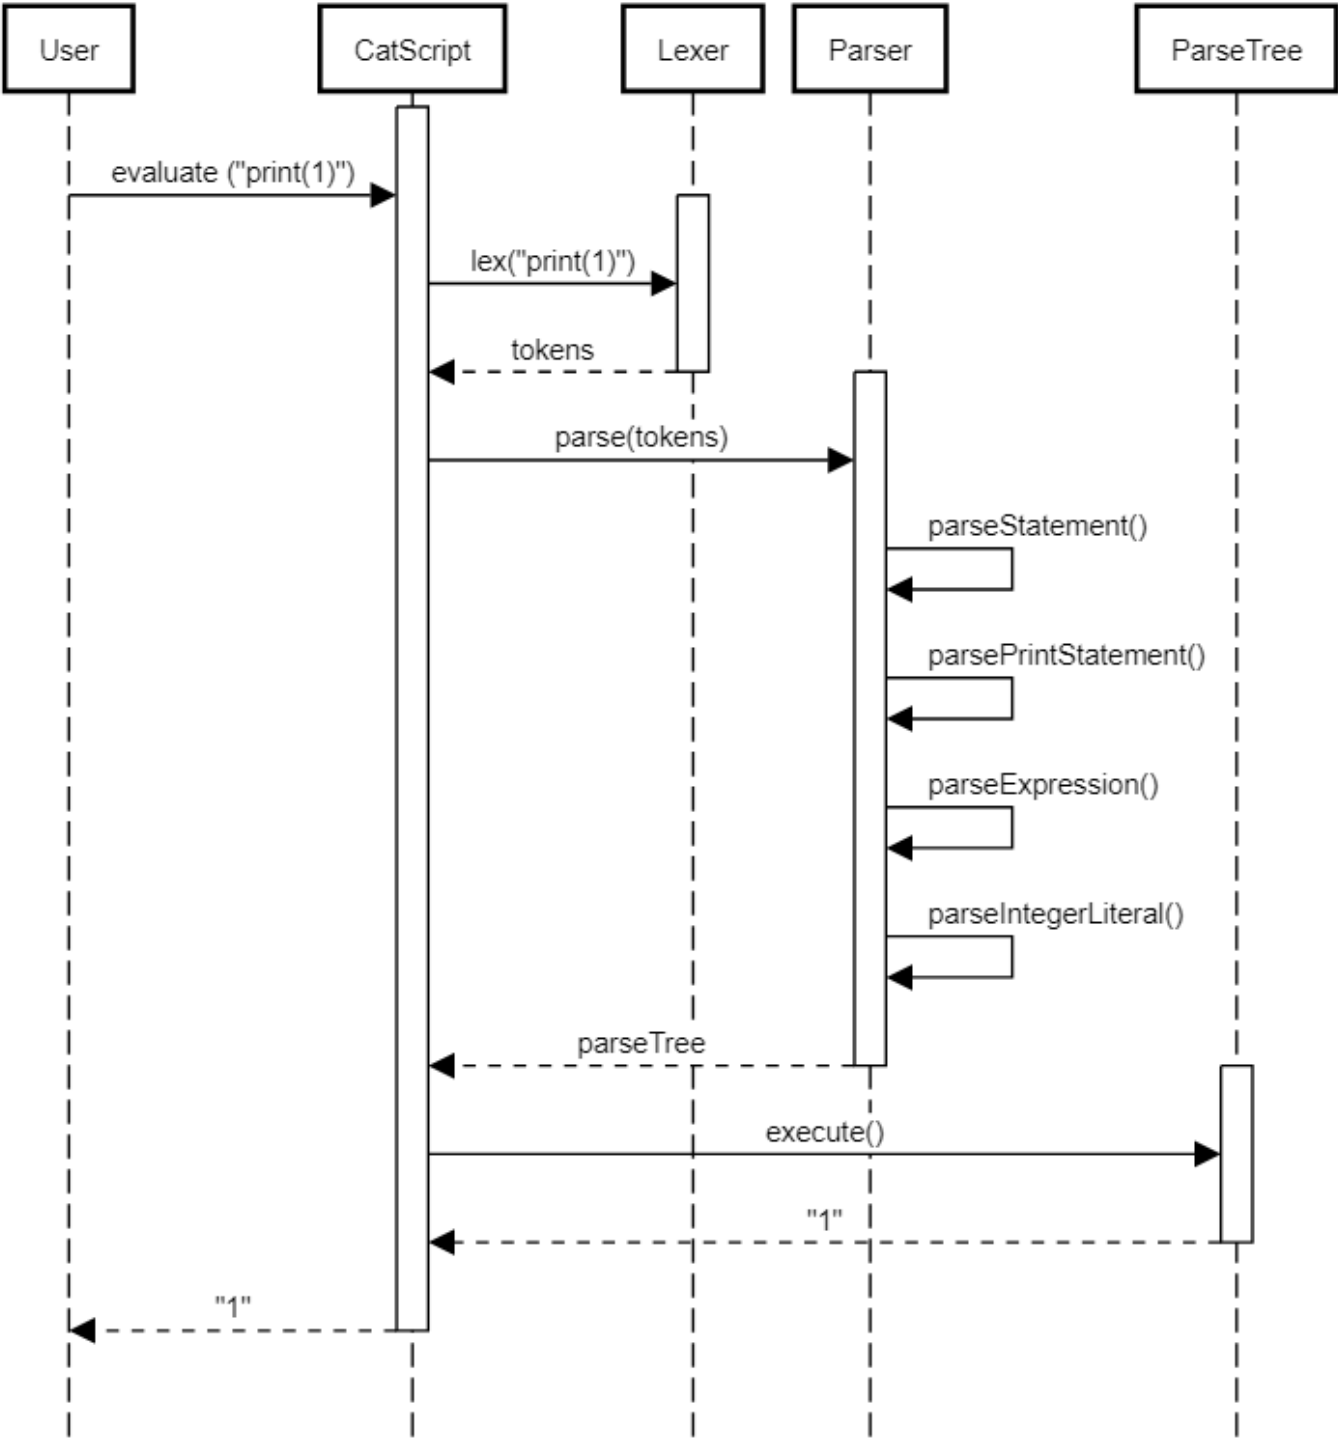 User
CatScript
Lexer
Parser
ParseTree
evaluate ("print(1)")
lex("print(1)")
tokens
parse(tokens)
parseStatement()
parsePrintStatement()
parseExpression()
parseIntegerLiteral()
parseTree
execute()
"1"
"1"